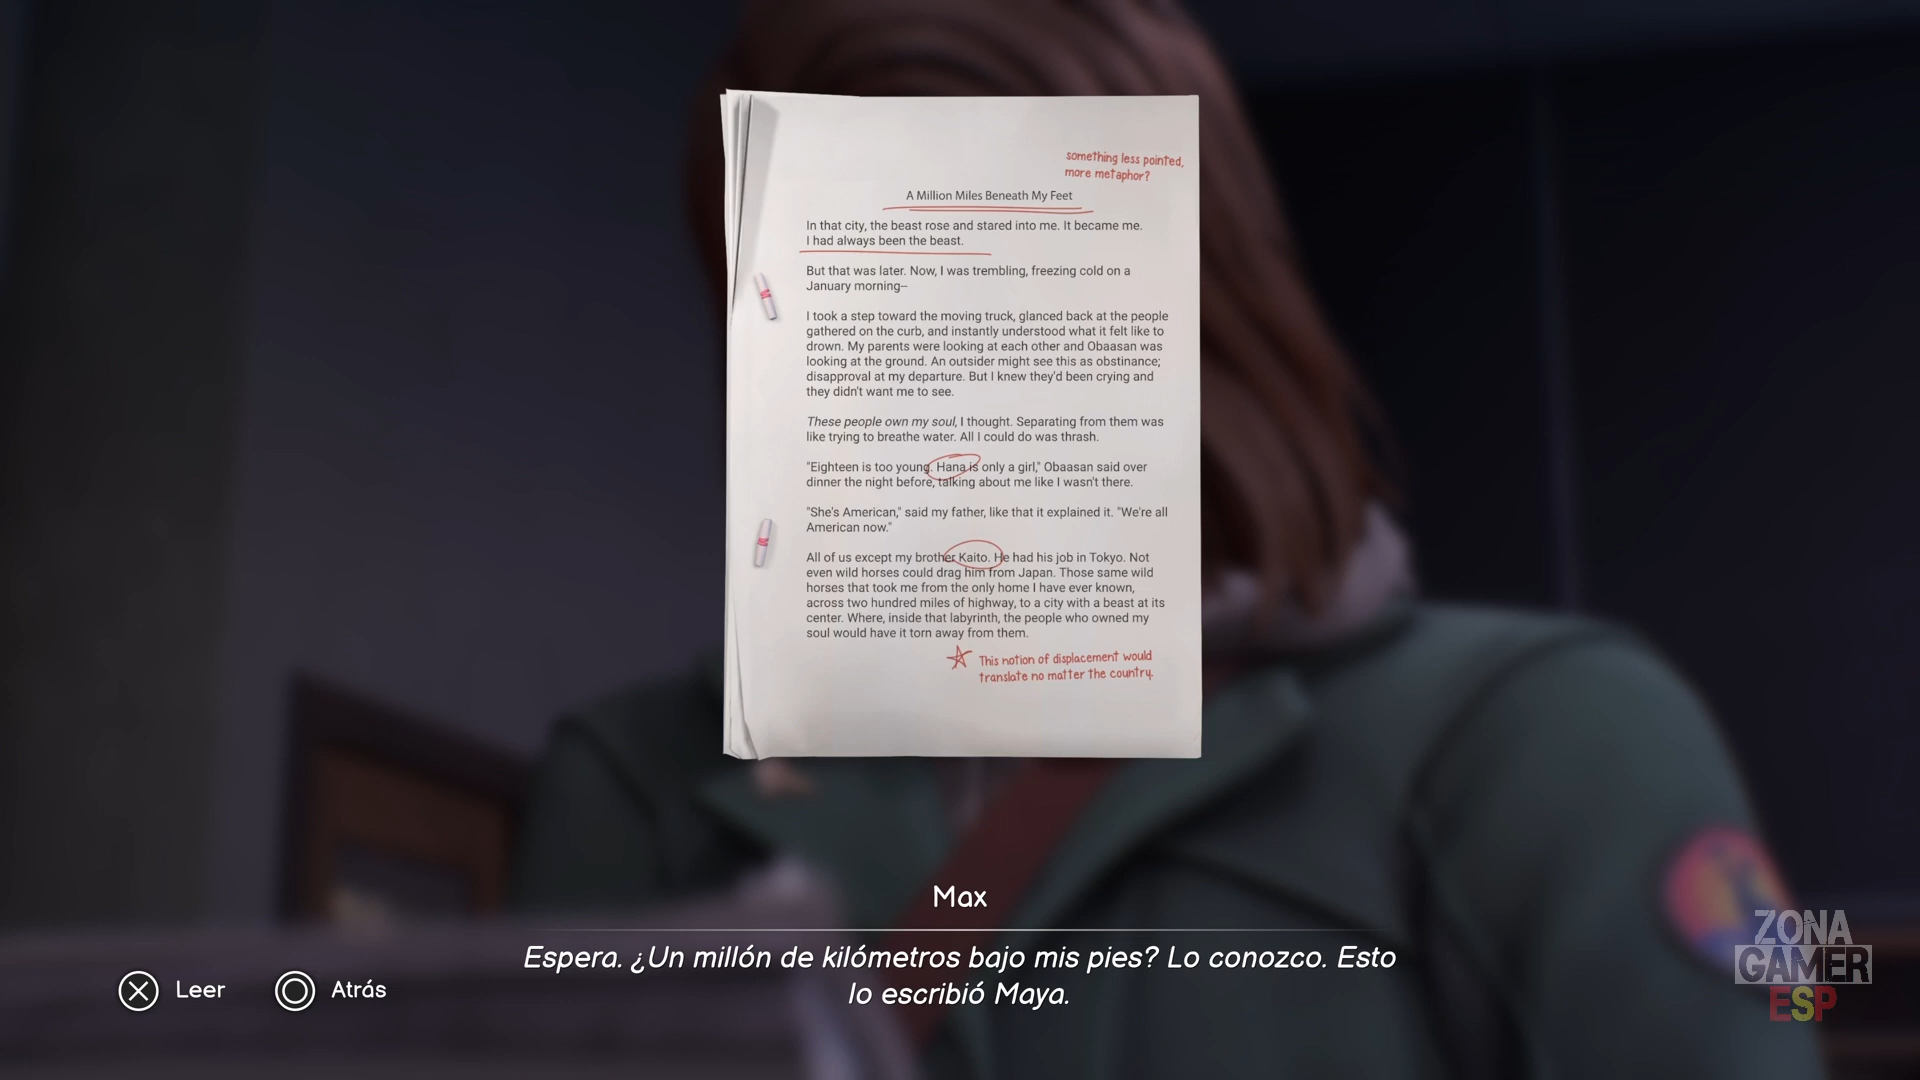 something less pointed,
more metaphor?
A Million Miles Beneath My Feet
In that city, the beast rose and stared into me. It became me.
I had always been the beast.
But that was later. Now, I was trembling, freezing cold on a
January morning--
I took a step toward the moving truck, glanced back at the people
gathered on the curb, and instantly understood what it felt like to
drown. My parents were looking at each other and Obaasan was
looking at the ground. An outsider might see this as obstinance;
disapproval at my departure. But I knew they'd been crying and
they didn't want me to see.
These people own my soul, I thought. Separating from them was
like trying to breathe water. All I could do was thrash.
"Eighteen is too young. Hana is only a girl," Obaasan said over
dinner the night before, talking about me like I wasn't there.
"She's American," said my father, like that it explained it. "We're all
American now."
All of us except my brother Kaito. He had his job in Tokyo. Not
even wild horses could drag him from Japan. Those same wild
horses that took me from the only home I have ever known,
across two hundred miles of highway, to a city with a beast at its
center. Where, inside that labyrinth, the people who owned my
soul would have it torn away from them.
This notion of displacement would
translate no matter the country.
Max
Espera. ¿Un millón de kilómetros bajo mis pies? Lo conozco. Esto
lo escribió Maya.
Leer
Atrás
ZONA
GAMER
ESP